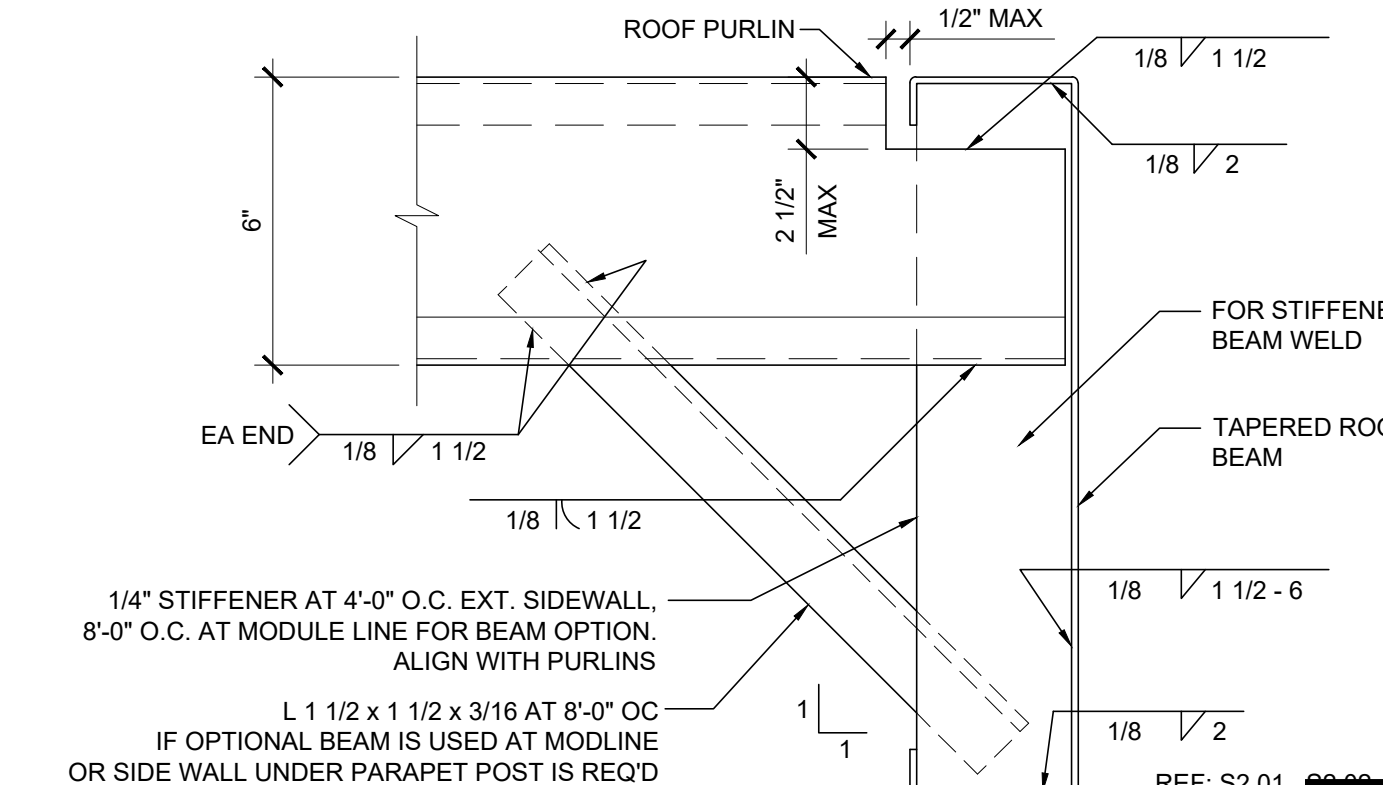 ROOF PURLIN
1/2" MAX
1/8 1 1/2
1/8 2
6"
2 1/2"
MAX
FOR STIFFENE
BEAM WELD
EA END
1/8 1 1/2
TAPERED ROO
BEAM
1/8 1 1/2
1/4" STIFFENER AT 4'-0" O.C. EXT. SIDEWALL,
8'-0" O.C. AT MODULE LINE FOR BEAM OPTION.
ALIGN WITH PURLINS
1/8 1 1/2 - 6
L 1 1/2 x 1 1/2 x 3/16 AT 8'-0" OC
IF OPTIONAL BEAM IS USED AT MODLINE
OR SIDE WALL UNDER PARAPET POST IS REQ'D
1
1
1/8 2
REF: S2.01